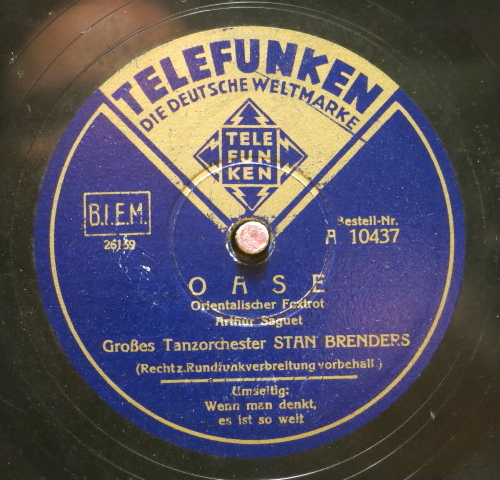 TELEFUNKEN
DIE DEUTSCHE WELTMARKE
TELE
FUN
KEN
B.I.E.M.
26159
Bestell-Nr.
A 10437
OASE
Orientalischer Foxtrot
Arthur Saguet
Großes Tanzorchester STAN BRENDERS
(Recht z. Rundfunkverbreitung vorbehalt.)
Umseitig:
Wenn man denkt,
es ist so weit